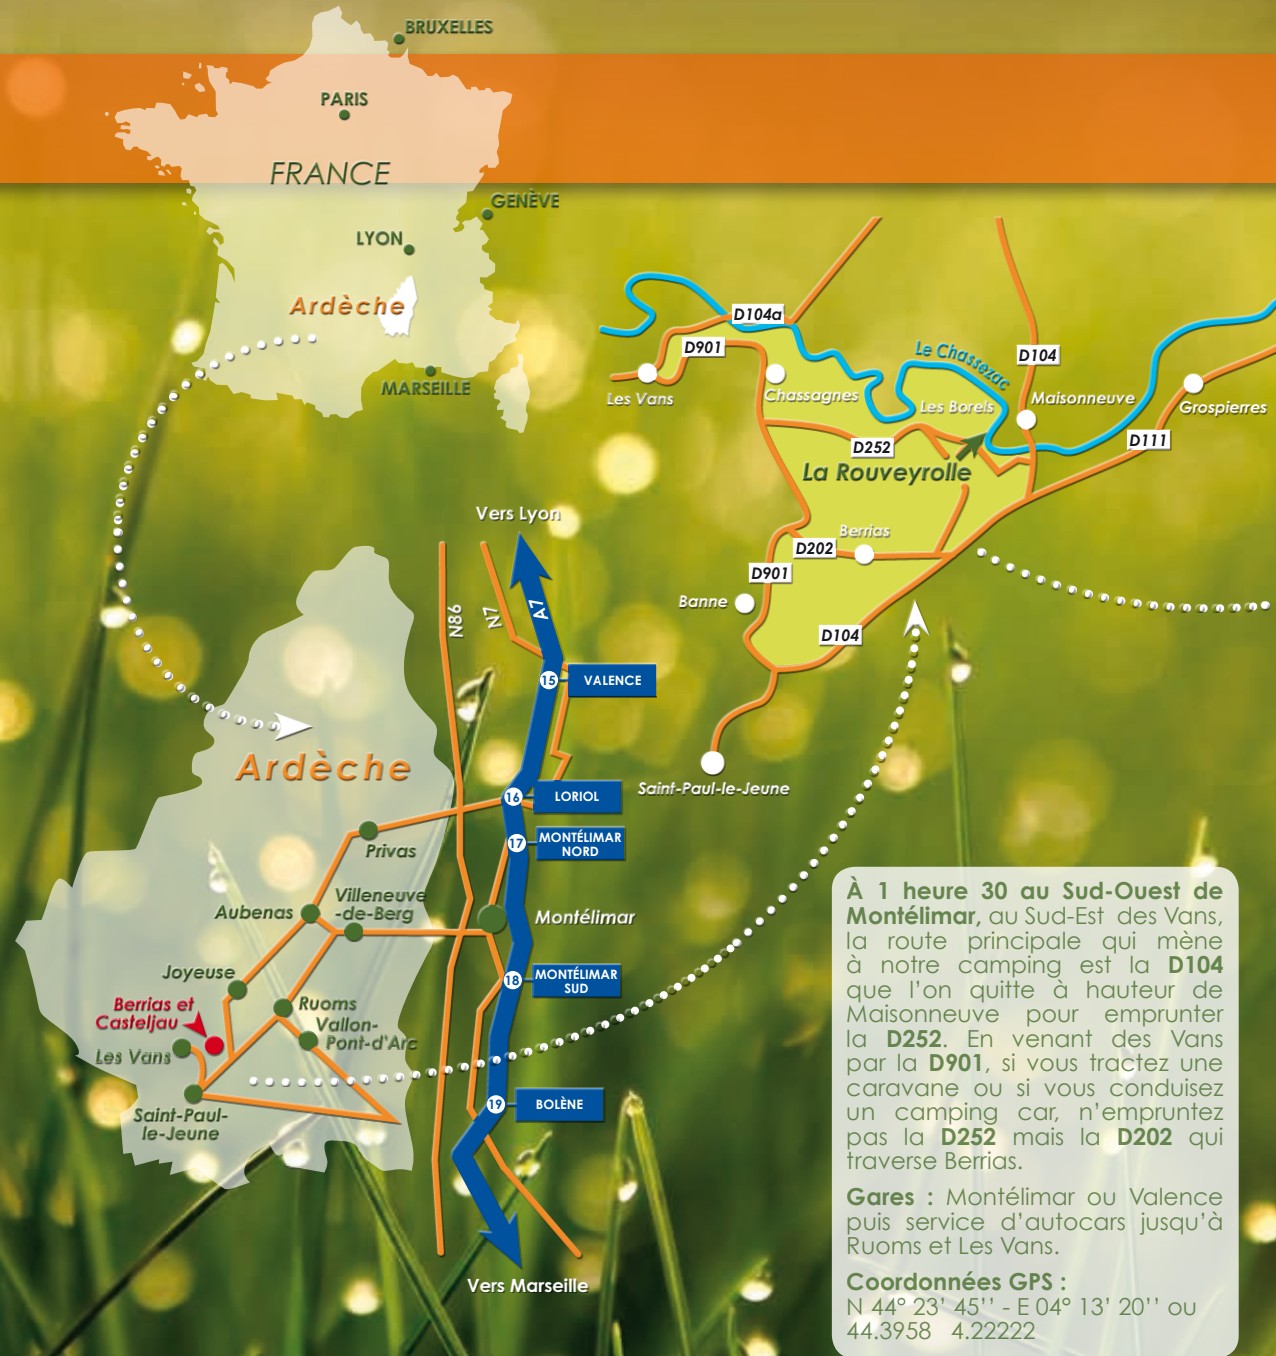 BRUXELLES
PARIS
FRANCE
GENÈVE
LYON
Ardèche
MARSEILLE
D104a
D901
Le Chassezac
D104
Les Vans
Chassagnes
Les Borels
Maisonneuve
Grospierres
D252
D111
La Rouveyrolle
Berrias
D202
D901
Banne
D104
Saint-Paul-le-Jeune
Vers Lyon
N86
N7
A7
15
VALENCE
Ardèche
16
LORIOL
17
MONTÉLIMAR
NORD
Privas
Villeneuve
-de-Berg
Aubenas
Montélimar
Joyeuse
18
MONTÉLIMAR
SUD
Berrias et
Casteljau
Ruoms
Vallon-
Pont-d'Arc
Les Vans
Saint-Paul-
le-Jeune
19
BOLÈNE
Vers Marseille
À 1 heure 30 au Sud-Ouest de
Montélimar, au Sud-Est des Vans,
la route principale qui mène
à notre camping est la D104
que l’on quitte à hauteur de
Maisonneuve pour emprunter
la D252. En venant des Vans
par la D901, si vous tractez une
caravane ou si vous conduisez
un camping car, n’empruntez
pas la D252 mais la D202 qui
traverse Berrias.
Gares : Montélimar ou Valence
puis service d’autocars jusqu’à
Ruoms et Les Vans.
Coordonnées GPS :
N 44° 23’ 45’’ - E 04° 13’ 20’’ ou
44.3958 4.22222